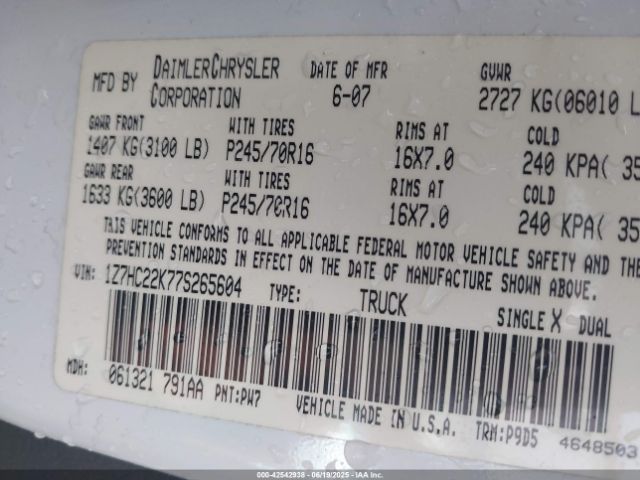 MFD BY DAIMLERCHRYSLER CORPORATION DATE OF MFR 6-07 GVWR 2727 KG(06010 L
GAWR FRONT WITH TIRES RIMS AT COLD
1407 KG(3100 LB) P245/70R16 16X7.0 240 KPA( 35
GAWR REAR WITH TIRES RIMS AT COLD
1633 KG(3600 LB) P245/70R16 16X7.0 240 KPA( 35
THIS VEHICLE CONFORMS TO ALL APPLICABLE FEDERAL MOTOR VEHICLE SAFETY AND THE
PREVENTION STANDARDS IN EFFECT ON THE DATE OF MANUFACTURE SHOWN ABOVE.
VIN: 1Z7HC22K77S265604 TYPE: TRUCK SINGLE X DUAL
MDH: 061321 791AA PNT:PW7 VEHICLE MADE IN U.S.A. TRM:P9D5 4648503
000-42542938 - 06/19/2025 - IAAI.COM